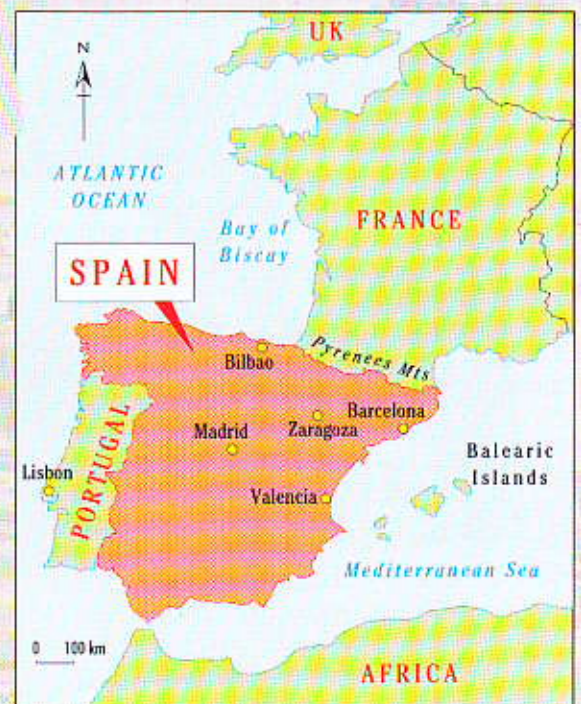 UK
N
ATLANTIC
OCEAN
Bay of
Biscay
FRANCE
SPAIN
Bilbao
Pyrenees Mts
PORTUGAL
Madrid
Zaragoza
Barcelona
Lisbon
Valencia
Balearic
Islands
Mediterranean Sea
0 100 km
AFRICA